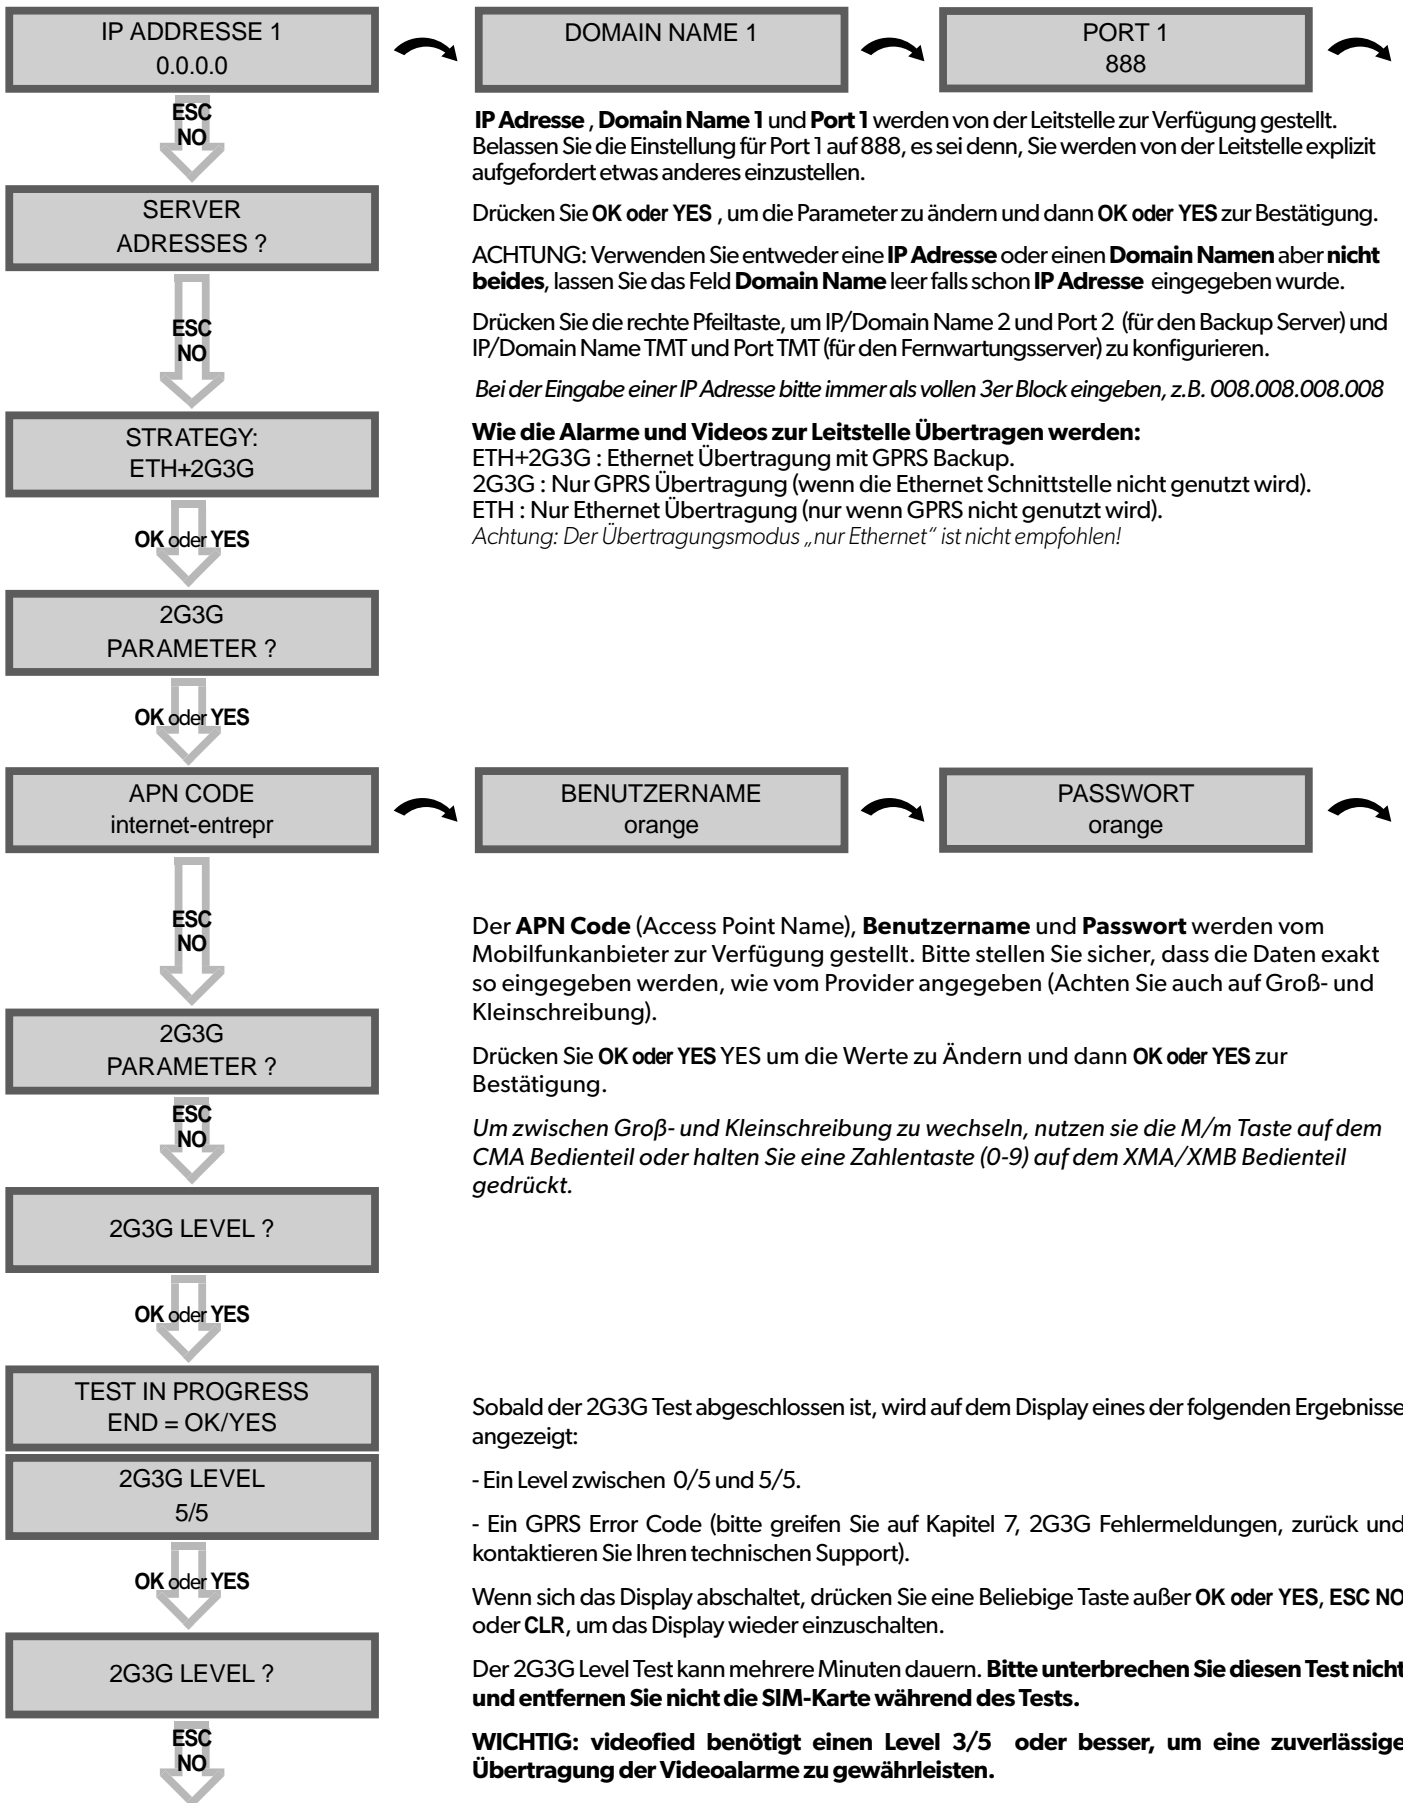 IP ADDRESSE 1
0.0.0.0
DOMAIN NAME 1
PORT 1
888
ESC
NO
IP Adresse , Domain Name 1 und Port 1 werden von der Leitstelle zur Verfügung gestellt.
Belassen Sie die Einstellung für Port 1 auf 888, es sei denn, Sie werden von der Leitstelle explizit
aufgefordert etwas anderes einzustellen.
SERVER
ADRESSES ?
Drücken Sie OK oder YES , um die Parameter zu ändern und dann OK oder YES zur Bestätigung.
ACHTUNG: Verwenden Sie entweder eine IP Adresse oder einen Domain Namen aber nicht
beides, lassen Sie das Feld Domain Name leer falls schon IP Adresse eingegeben wurde.
ESC
NO
Drücken Sie die rechte Pfeiltaste, um IP/Domain Name 2 und Port 2 (für den Backup Server) und
IP/Domain Name TMT und Port TMT (für den Fernwartungsserver) zu konfigurieren.
Bei der Eingabe einer IP Adresse bitte immer als vollen 3er Block eingeben, z.B. 008.008.008.008
STRATEGY:
ETH+2G3G
Wie die Alarme und Videos zur Leitstelle Übertragen werden:
ETH+2G3G : Ethernet Übertragung mit GPRS Backup.
2G3G : Nur GPRS Übertragung (wenn die Ethernet Schnittstelle nicht genutzt wird).
ETH : Nur Ethernet Übertragung (nur wenn GPRS nicht genutzt wird).
Achtung: Der Übertragungsmodus „nur Ethernet“ ist nicht empfohlen!
OK oder YES
2G3G
PARAMETER ?
OK oder YES
APN CODE
internet-entrepr
BENUTZERNAME
orange
PASSWORT
orange
ESC
NO
Der APN Code (Access Point Name), Benutzername und Passwort werden vom
Mobilfunkanbieter zur Verfügung gestellt. Bitte stellen Sie sicher, dass die Daten exakt
so eingegeben werden, wie vom Provider angegeben (Achten Sie auch auf Groß- und
Kleinschreibung).
2G3G
PARAMETER ?
Drücken Sie OK oder YES YES um die Werte zu Ändern und dann OK oder YES zur
Bestätigung.
ESC
NO
Um zwischen Groß- und Kleinschreibung zu wechseln, nutzen sie die M/m Taste auf dem
CMA Bedienteil oder halten Sie eine Zahlentaste (0-9) auf dem XMA/XMB Bedienteil
gedrückt.
2G3G LEVEL ?
OK oder YES
TEST IN PROGRESS
END = OK/YES
Sobald der 2G3G Test abgeschlossen ist, wird auf dem Display eines der folgenden Ergebnisse
angezeigt:
2G3G LEVEL
5/5
- Ein Level zwischen 0/5 und 5/5.
- Ein GPRS Error Code (bitte greifen Sie auf Kapitel 7, 2G3G Fehlermeldungen, zurück und
kontaktieren Sie Ihren technischen Support).
OK oder YES
Wenn sich das Display abschaltet, drücken Sie eine Beliebige Taste außer OK oder YES, ESC NO
oder CLR, um das Display wieder einzuschalten.
2G3G LEVEL ?
Der 2G3G Level Test kann mehrere Minuten dauern. Bitte unterbrechen Sie diesen Test nicht
und entfernen Sie nicht die SIM-Karte während des Tests.
ESC
NO
WICHTIG: videofied benötigt einen Level 3/5 oder besser, um eine zuverlässige
Übertragung der Videoalarme zu gewährleisten.